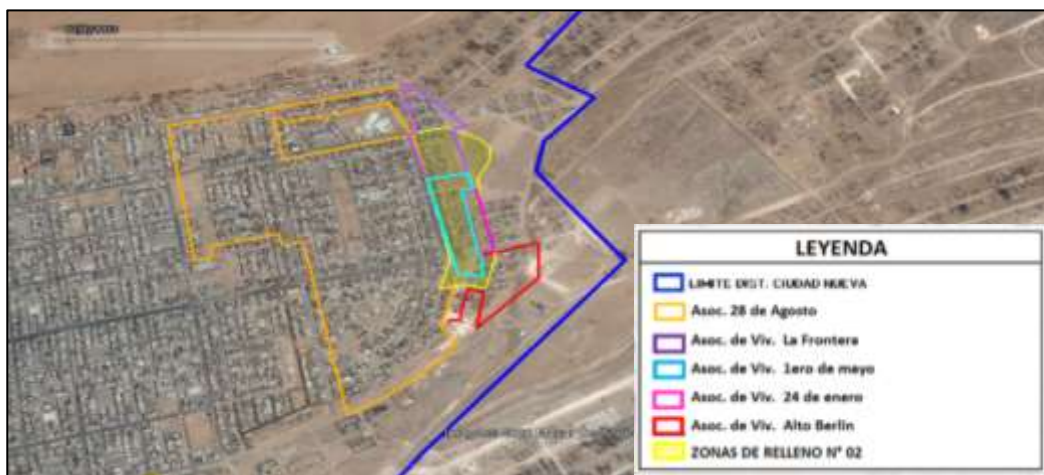 LEYENDA
LIMITE DIST. CIUDAD NUEVA
Asoc. 28 de Agosto
Asoc. de Viv. La Frontera
Asoc. de Viv. 1ero de mayo
Asoc. de Viv. 24 de enero
Asoc. de Viv. Alto Berlin
ZONAS DE RELLENO N° 02